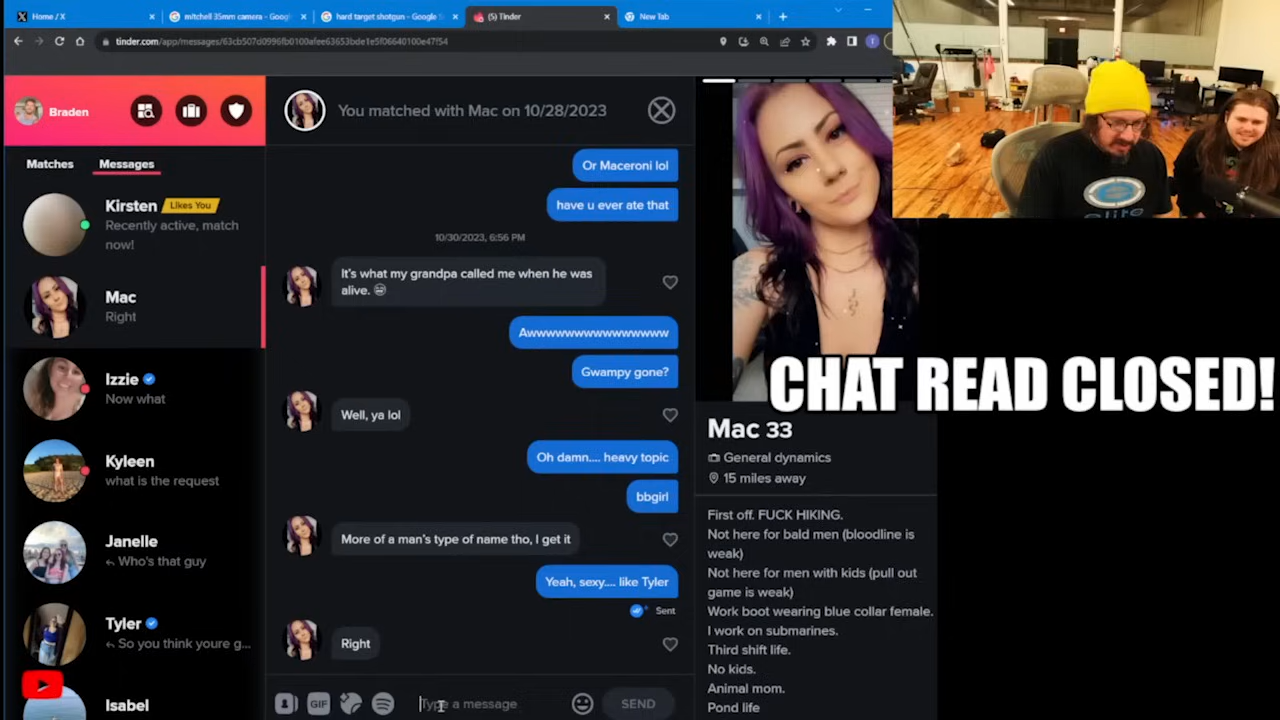 Home / X
mitchell 35mm camera - Googl
hard target shotgun - Google S
(5) Tinder
New Tab
tinder.com/app/messages/63cb507d0996fb0100afee63653bde1e5f06640100e47f54
Braden
Matches
Messages
Kirsten
Likes You
Recently active, match
now!
Mac
Right
Izzie
Now what
Kyleen
what is the request
Janelle
Who's that guy
Tyler
So you think youre g...
Isabel
You matched with Mac on 10/28/2023
Or Maceroni lol
have u ever ate that
10/30/2023, 6:56 PM
It's what my grandpa called me when he was
alive. 😆
Awwwwwwwwwwwwwwww
Gwampy gone?
Well, ya lol
Oh damn.... heavy topic
bbgirl
More of a man's type of name tho, I get it
Yeah, sexy.... like Tyler
Sent
Right
GIF
Type a message
SEND
CHAT READ CLOSED!
Mac 33
General dynamics
15 miles away
First off. FUCK HIKING.
Not here for bald men (bloodline is
weak)
Not here for men with kids (pull out
game is weak)
Work boot wearing blue collar female.
I work on submarines.
Third shift life.
No kids.
Animal mom.
Pond life